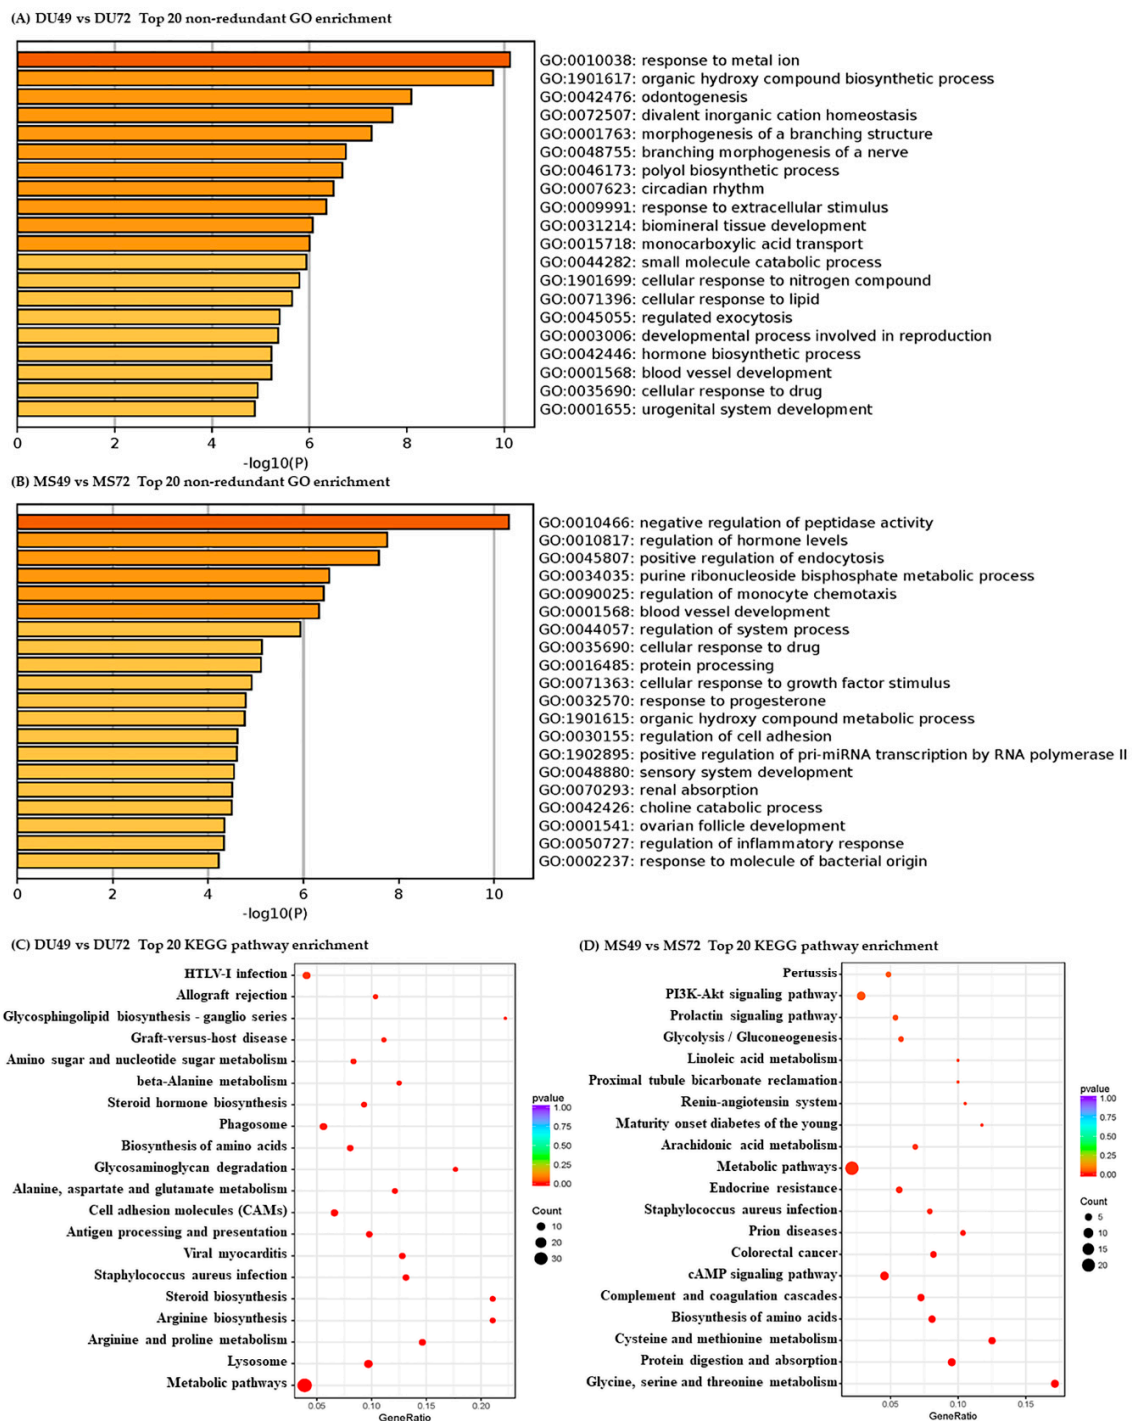 (A) DU49 vs DU72 Top 20 non-redundant GO enrichment
GO:0010038: response to metal ion
GO:1901617: organic hydroxy compound biosynthetic process
GO:0042476: odontogenesis
GO:0072507: divalent inorganic cation homeostasis
GO:0001763: morphogenesis of a branching structure
GO:0048755: branching morphogenesis of a nerve
GO:0046173: polyol biosynthetic process
GO:0007623: circadian rhythm
GO:0009991: response to extracellular stimulus
GO:0031214: biomineral tissue development
GO:0015718: monocarboxylic acid transport
GO:0044282: small molecule catabolic process
GO:1901699: cellular response to nitrogen compound
GO:0071396: cellular response to lipid
GO:0045055: regulated exocytosis
GO:0003006: developmental process involved in reproduction
GO:0042446: hormone biosynthetic process
GO:0001568: blood vessel development
GO:0035690: cellular response to drug
GO:0001655: urogenital system development
0 2 4 6 8 10
-log10(P)
(B) MS49 vs MS72 Top 20 non-redundant GO enrichment
GO:0010466: negative regulation of peptidase activity
GO:0010817: regulation of hormone levels
GO:0045807: positive regulation of endocytosis
GO:0034035: purine ribonucleoside bisphosphate metabolic process
GO:0090025: regulation of monocyte chemotaxis
GO:0001568: blood vessel development
GO:0044057: regulation of system process
GO:0035690: cellular response to drug
GO:0016485: protein processing
GO:0071363: cellular response to growth factor stimulus
GO:0032570: response to progesterone
GO:1901615: organic hydroxy compound metabolic process
GO:0030155: regulation of cell adhesion
GO:1902895: positive regulation of pri-miRNA transcription by RNA polymerase II
GO:0048880: sensory system development
GO:0070293: renal absorption
GO:0042426: choline catabolic process
GO:0001541: ovarian follicle development
GO:0050727: regulation of inflammatory response
GO:0002237: response to molecule of bacterial origin
0 2 4 6 8 10
-log10(P)
(C) DU49 vs DU72 Top 20 KEGG pathway enrichment
HTLV-I infection
Allograft rejection
Glycosphingolipid biosynthesis - ganglio series
Graft-versus-host disease
Amino sugar and nucleotide sugar metabolism
beta-Alanine metabolism
Steroid hormone biosynthesis
Phagosome
Biosynthesis of amino acids
Glycosaminoglycan degradation
Alanine, aspartate and glutamate metabolism
Cell adhesion molecules (CAMs)
Antigen processing and presentation
Viral myocarditis
Staphylococcus aureus infection
Steroid biosynthesis
Arginine biosynthesis
Arginine and proline metabolism
Lysosome
Metabolic pathways
0.05 0.10 0.15 0.20
GeneRatio
pvalue
1.00
0.75
0.50
0.25
0.00
Count
10
20
30
(D) MS49 vs MS72 Top 20 KEGG pathway enrichment
Pertussis
PI3K-Akt signaling pathway
Prolactin signaling pathway
Glycolysis / Gluconeogenesis
Linoleic acid metabolism
Proximal tubule bicarbonate reclamation
Renin-angiotensin system
Maturity onset diabetes of the young
Arachidonic acid metabolism
Metabolic pathways
Endocrine resistance
Staphylococcus aureus infection
Prion diseases
Colorectal cancer
cAMP signaling pathway
Complement and coagulation cascades
Biosynthesis of amino acids
Cysteine and methionine metabolism
Protein digestion and absorption
Glycine, serine and threonine metabolism
0.05 0.10 0.15
GeneRatio
pvalue
1.00
0.75
0.50
0.25
0.00
Count
5
10
15
20